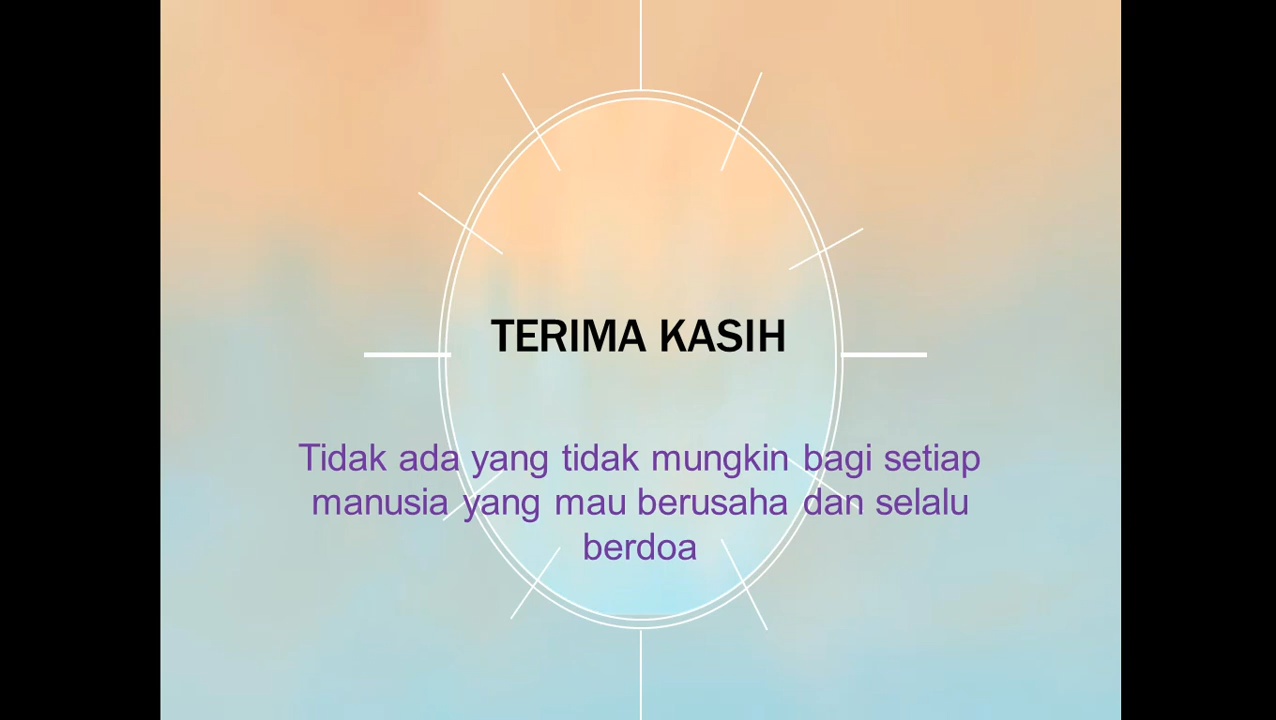 TERIMA KASIH
Tidak ada yang tidak mungkin bagi setiap
manusia yang mau berusaha dan selalu
berdoa